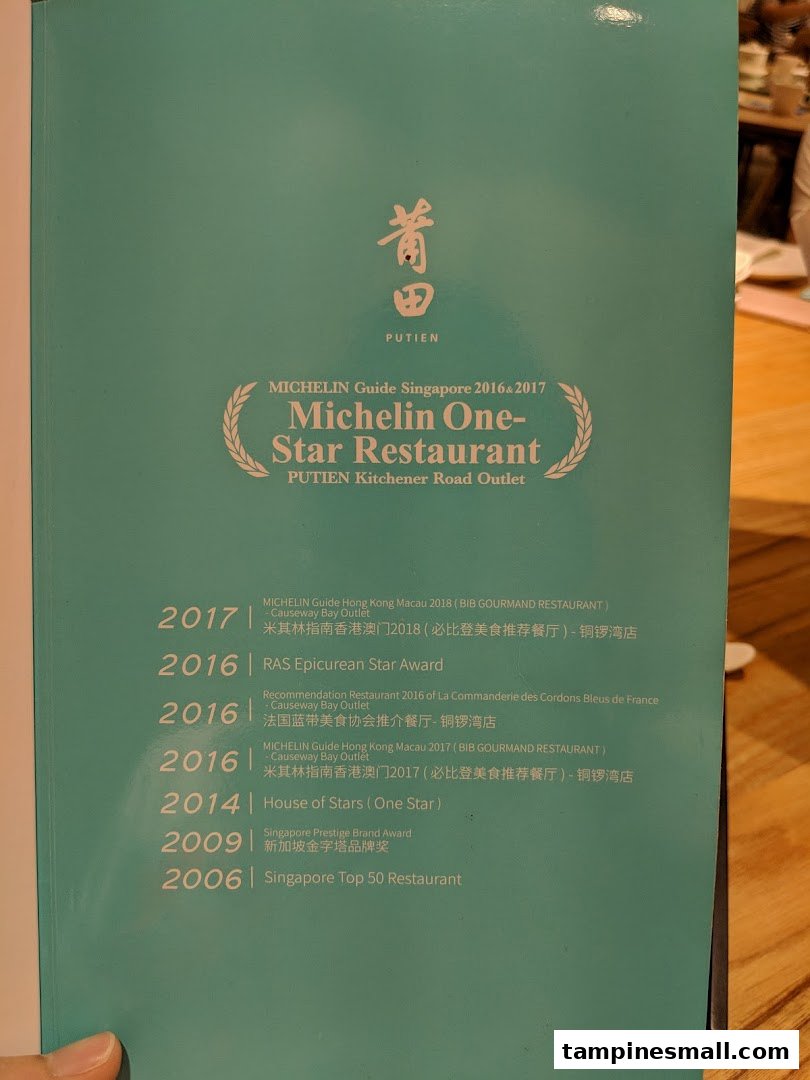 莆
田
PUTIEN
MICHELIN Guide Singapore 2016&2017
Michelin One-
Star Restaurant
PUTIEN Kitchener Road Outlet
2017 | MICHELIN Guide Hong Kong Macau 2018 ( BIB GOURMAND RESTAURANT )
- Causeway Bay Outlet
米其林指南香港澳门2018 ( 必比登美食推荐餐厅 ) - 铜锣湾店
2016 | RAS Epicurean Star Award
2016 | Recommendation Restaurant 2016 of La Commanderie des Cordons Bleus de France
- Causeway Bay Outlet
法国蓝带美食协会推介餐厅- 铜锣湾店
2016 | MICHELIN Guide Hong Kong Macau 2017 ( BIB GOURMAND RESTAURANT )
- Causeway Bay Outlet
米其林指南香港澳门2017 ( 必比登美食推荐餐厅 ) - 铜锣湾店
2014 | House of Stars ( One Star )
2009 | Singapore Prestige Brand Award
新加坡金字塔品牌奖
2006 | Singapore Top 50 Restaurant
tampinesmall.com